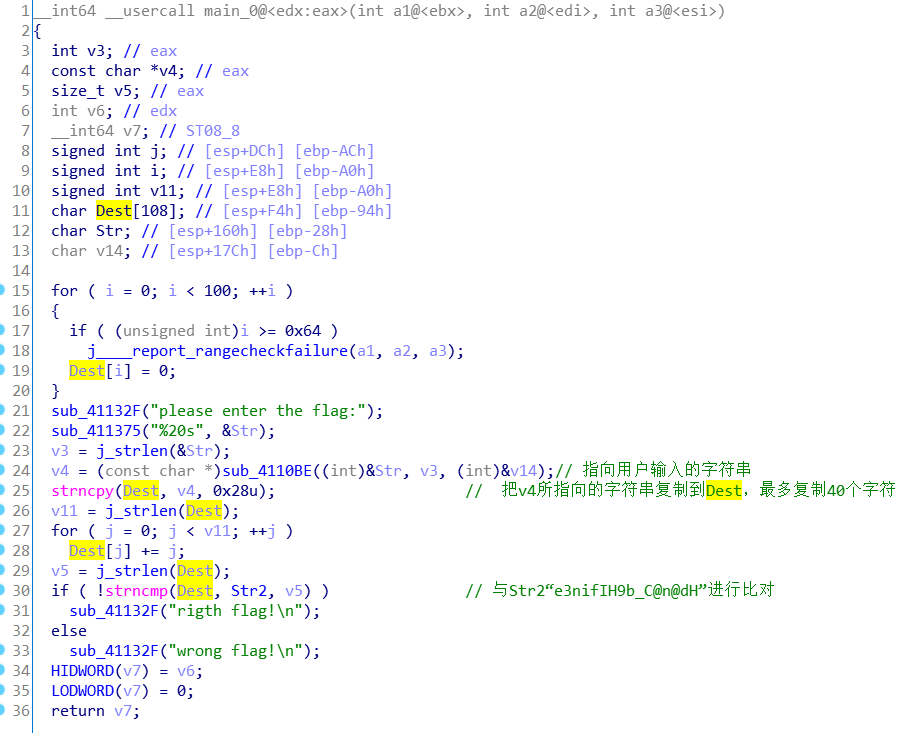 1 __int64 __usercall main_0@<edx:eax>(int a1@<ebx>, int a2@<edi>, int a3@<esi>)
2 {
3 int v3; // eax
4 const char *v4; // eax
5 size_t v5; // eax
6 int v6; // edx
7 __int64 v7; // ST08_8
8 signed int j; // [esp+DCh] [ebp-ACh]
9 signed int i; // [esp+E8h] [ebp-A0h]
10 signed int v11; // [esp+E8h] [ebp-A0h]
11 char Dest[108]; // [esp+F4h] [ebp-94h]
12 char Str; // [esp+160h] [ebp-28h]
13 char v14; // [esp+17Ch] [ebp-Ch]
14
15 for ( i = 0; i < 100; ++i )
16 {
17 if ( (unsigned int)i >= 0x64 )
18 j____report_rangecheckfailure(a1, a2, a3);
19 Dest[i] = 0;
20 }
21 sub_41132F("please enter the flag:");
22 sub_411375("%20s", &Str);
23 v3 = j_strlen(&Str);
24 v4 = (const char *)sub_4110BE((int)&Str, v3, (int)&v14);// 指向用户输入的字符串
25 strncpy(Dest, v4, 0x28u); // 把v4所指向的字符串复制到Dest，最多复制40个字符
26 v11 = j_strlen(Dest);
27 for ( j = 0; j < v11; ++j )
28 Dest[j] += j;
29 v5 = j_strlen(Dest);
30 if ( !strncmp(Dest, Str2, v5) ) // 与Str2“e3nifIH9b_C@n@dH”进行比对
31 sub_41132F("rigth flag!\n");
32 else
33 sub_41132F("wrong flag!\n");
34 HIDWORD(v7) = v6;
35 LODWORD(v7) = 0;
36 return v7;